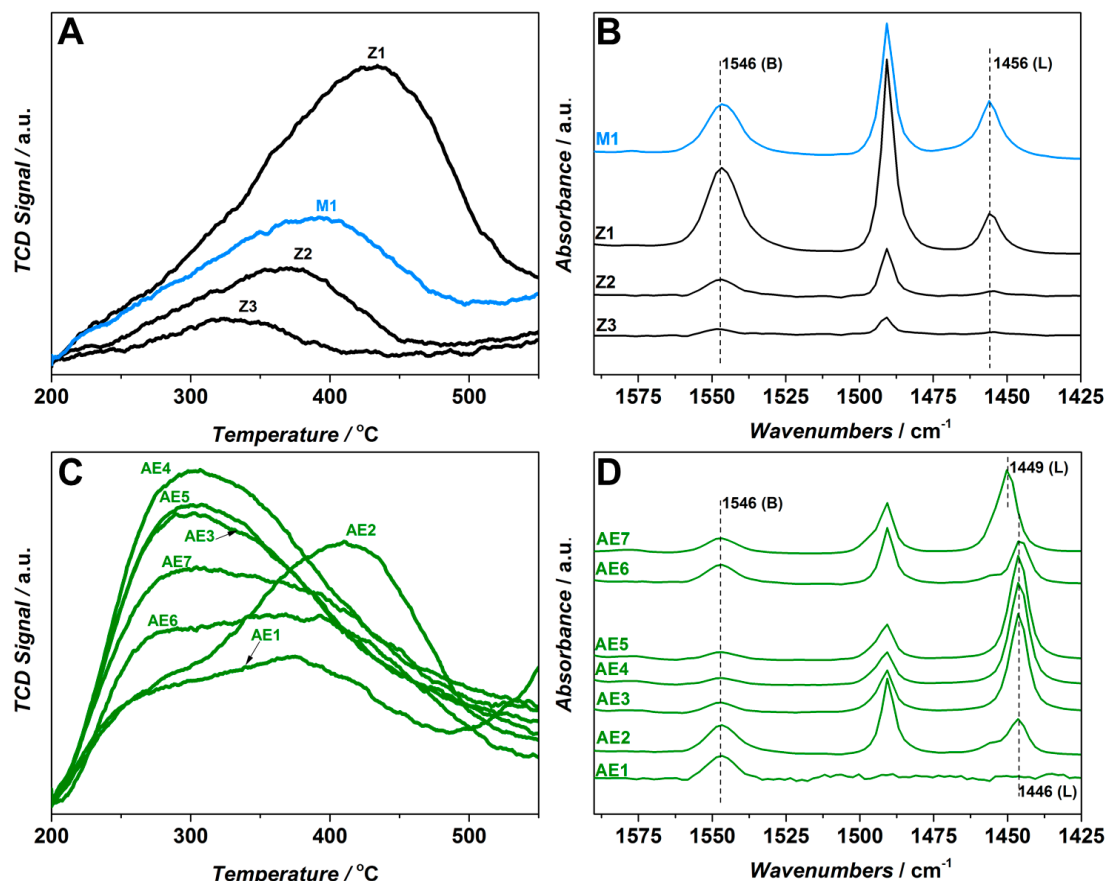 A
Z1
M1
Z2
Z3
TCD Signal / a.u.
200 300 400 500
Temperature / °C
B
1546 (B)
1456 (L)
M1
Z1
Z2
Z3
Absorbance / a.u.
1575 1550 1525 1500 1475 1450 1425
Wavenumbers / cm-1
C
AE4
AE5
AE3
AE2
AE7
AE6
AE1
TCD Signal / a.u.
200 300 400 500
Temperature / °C
D
1449 (L)
1546 (B)
AE7
AE6
AE5
AE4
AE3
AE2
AE1
1446 (L)
Absorbance / a.u.
1575 1550 1525 1500 1475 1450 1425
Wavenumbers / cm-1